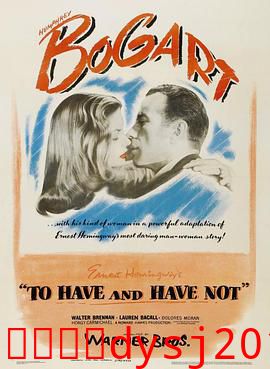 HUMPHREY
BOGART
...with his kind of woman in a powerful adaptation of
Ernest Hemingway's most daring man-woman story!
Ernest Hemingway's
"TO HAVE AND HAVE NOT"
WALTER BRENNAN · LAUREN BACALL · DOLORES MORAN
HOAGY CARMICHAEL · A HOWARD HAWKS PRODUCTION
WARNER BROS.
dysj20